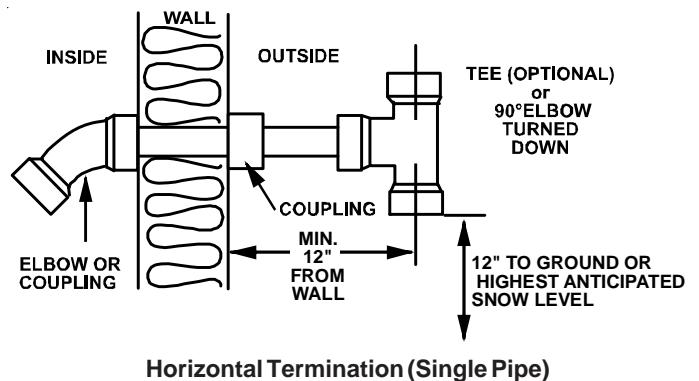 WALL
INSIDE
OUTSIDE
TEE (OPTIONAL)
or
90°ELBOW
TURNED
DOWN
COUPLING
ELBOW OR
COUPLING
MIN.
12"
FROM
WALL
12" TO GROUND OR
HIGHEST ANTICIPATED
SNOW LEVEL
Horizontal Termination (Single Pipe)